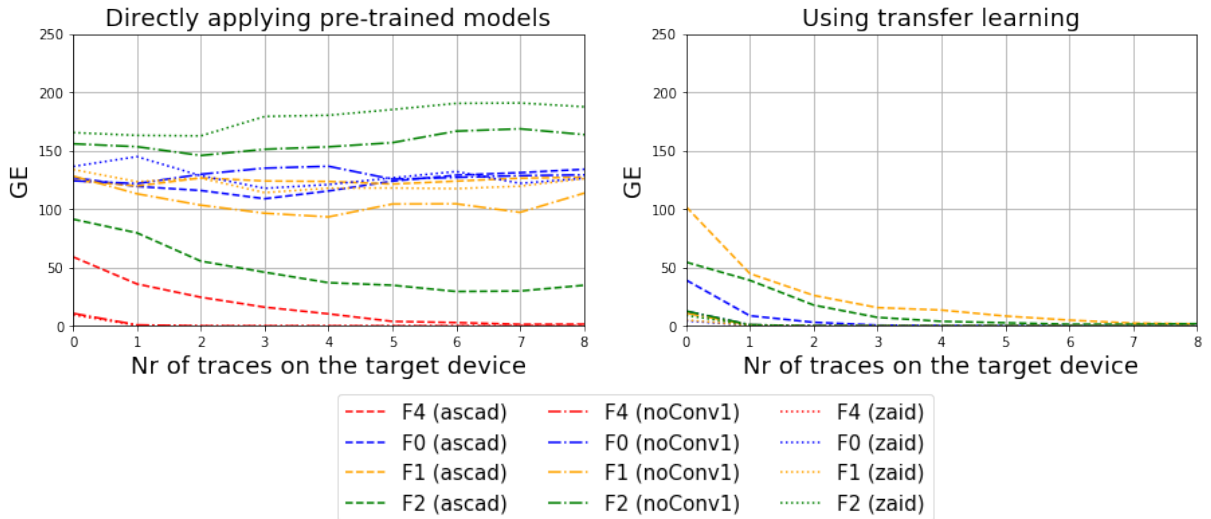 Directly applying pre-trained models
Using transfer learning
250
200
150
100
50
0
GE
0 1 2 3 4 5 6 7 8
Nr of traces on the target device
250
200
150
100
50
0
GE
0 1 2 3 4 5 6 7 8
Nr of traces on the target device
F4 (ascad) F4 (noConv1) F4 (zaid)
F0 (ascad) F0 (noConv1) F0 (zaid)
F1 (ascad) F1 (noConv1) F1 (zaid)
F2 (ascad) F2 (noConv1) F2 (zaid)